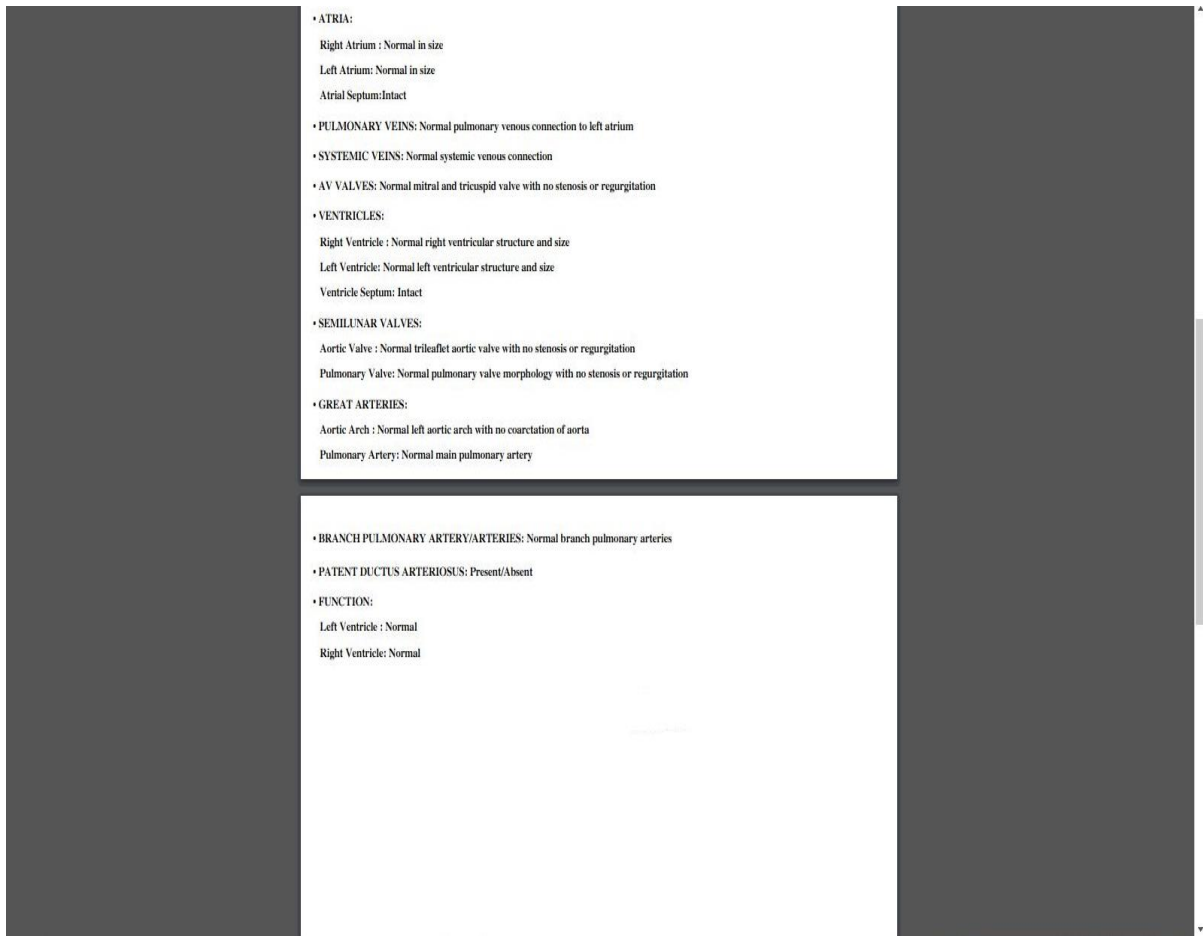 • ATRIA:
Right Atrium : Normal in size
Left Atrium: Normal in size
Atrial Septum:Intact
• PULMONARY VEINS: Normal pulmonary venous connection to left atrium
• SYSTEMIC VEINS: Normal systemic venous connection
• AV VALVES: Normal mitral and tricuspid valve with no stenosis or regurgitation
• VENTRICLES:
Right Ventricle : Normal right ventricular structure and size
Left Ventricle: Normal left ventricular structure and size
Ventricle Septum: Intact
• SEMILUNAR VALVES:
Aortic Valve : Normal trileaflet aortic valve with no stenosis or regurgitation
Pulmonary Valve: Normal pulmonary valve morphology with no stenosis or regurgitation
• GREAT ARTERIES:
Aortic Arch : Normal left aortic arch with no coarctation of aorta
Pulmonary Artery: Normal main pulmonary artery
• BRANCH PULMONARY ARTERY/ARTERIES: Normal branch pulmonary arteries
• PATENT DUCTUS ARTERIOSUS: Present/Absent
• FUNCTION:
Left Ventricle : Normal
Right Ventricle: Normal